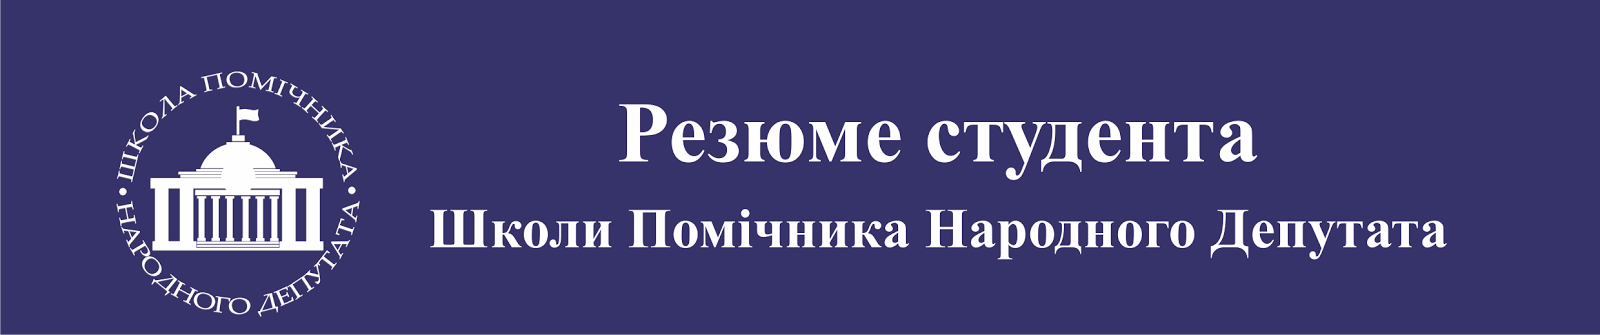 ШКОЛА ПОМІЧНИКА
НАРОДНОГО ДЕПУТАТА
Резюме студента
Школи Помічника Народного Депутата